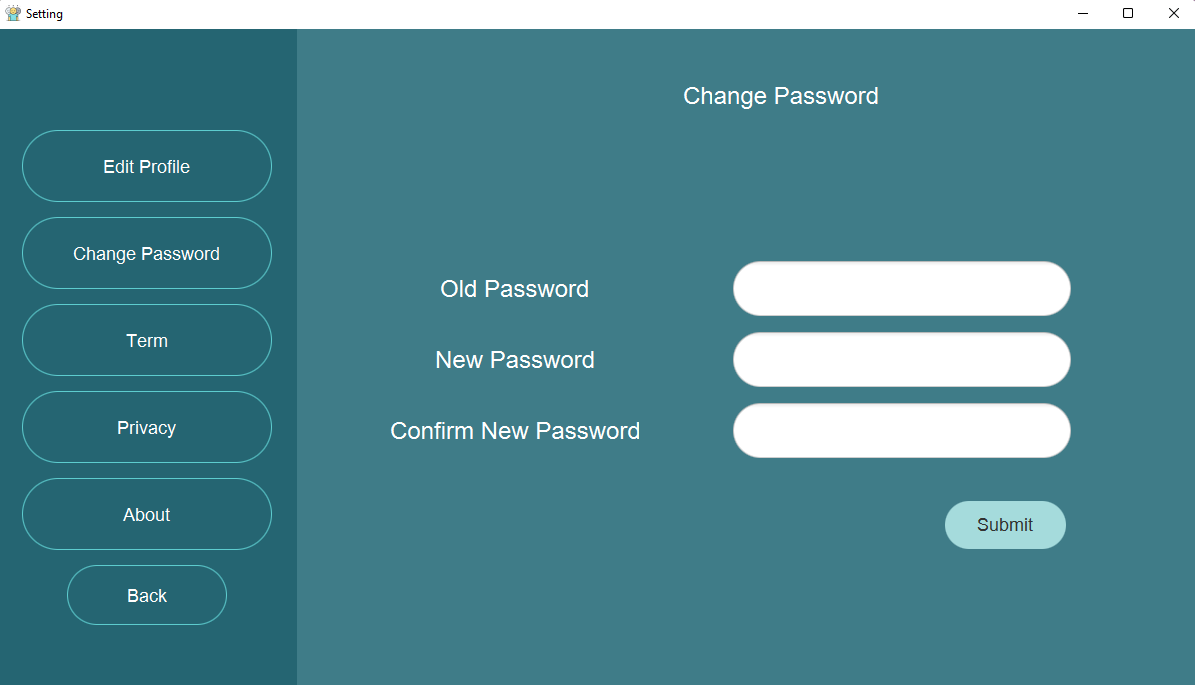 Setting
Edit Profile
Change Password
Term
Privacy
About
Back
Change Password
Old Password
New Password
Confirm New Password
Submit